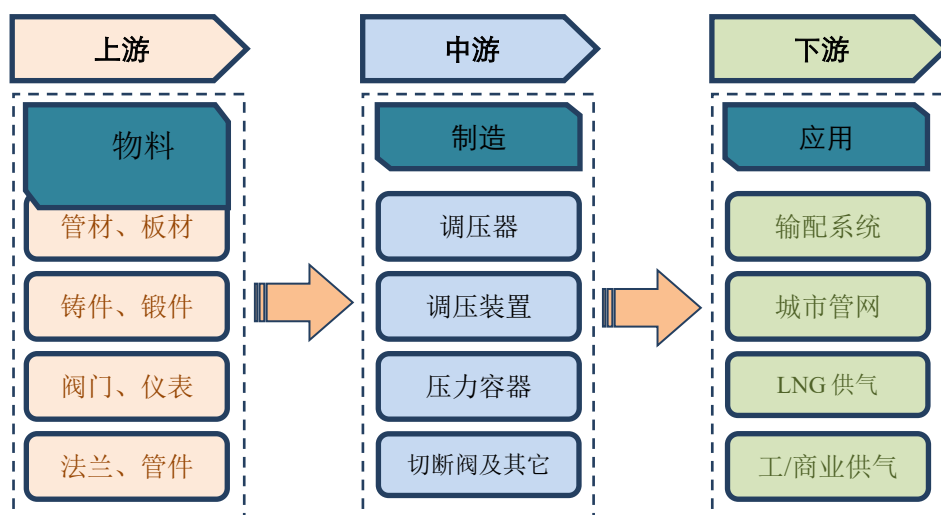 上游
中游
下游
物料
制造
应用
管材、板材
调压器
输配系统
铸件、锻件
调压装置
城市管网
阀门、仪表
压力容器
LNG 供气
法兰、管件
切断阀及其它
工/商业供气